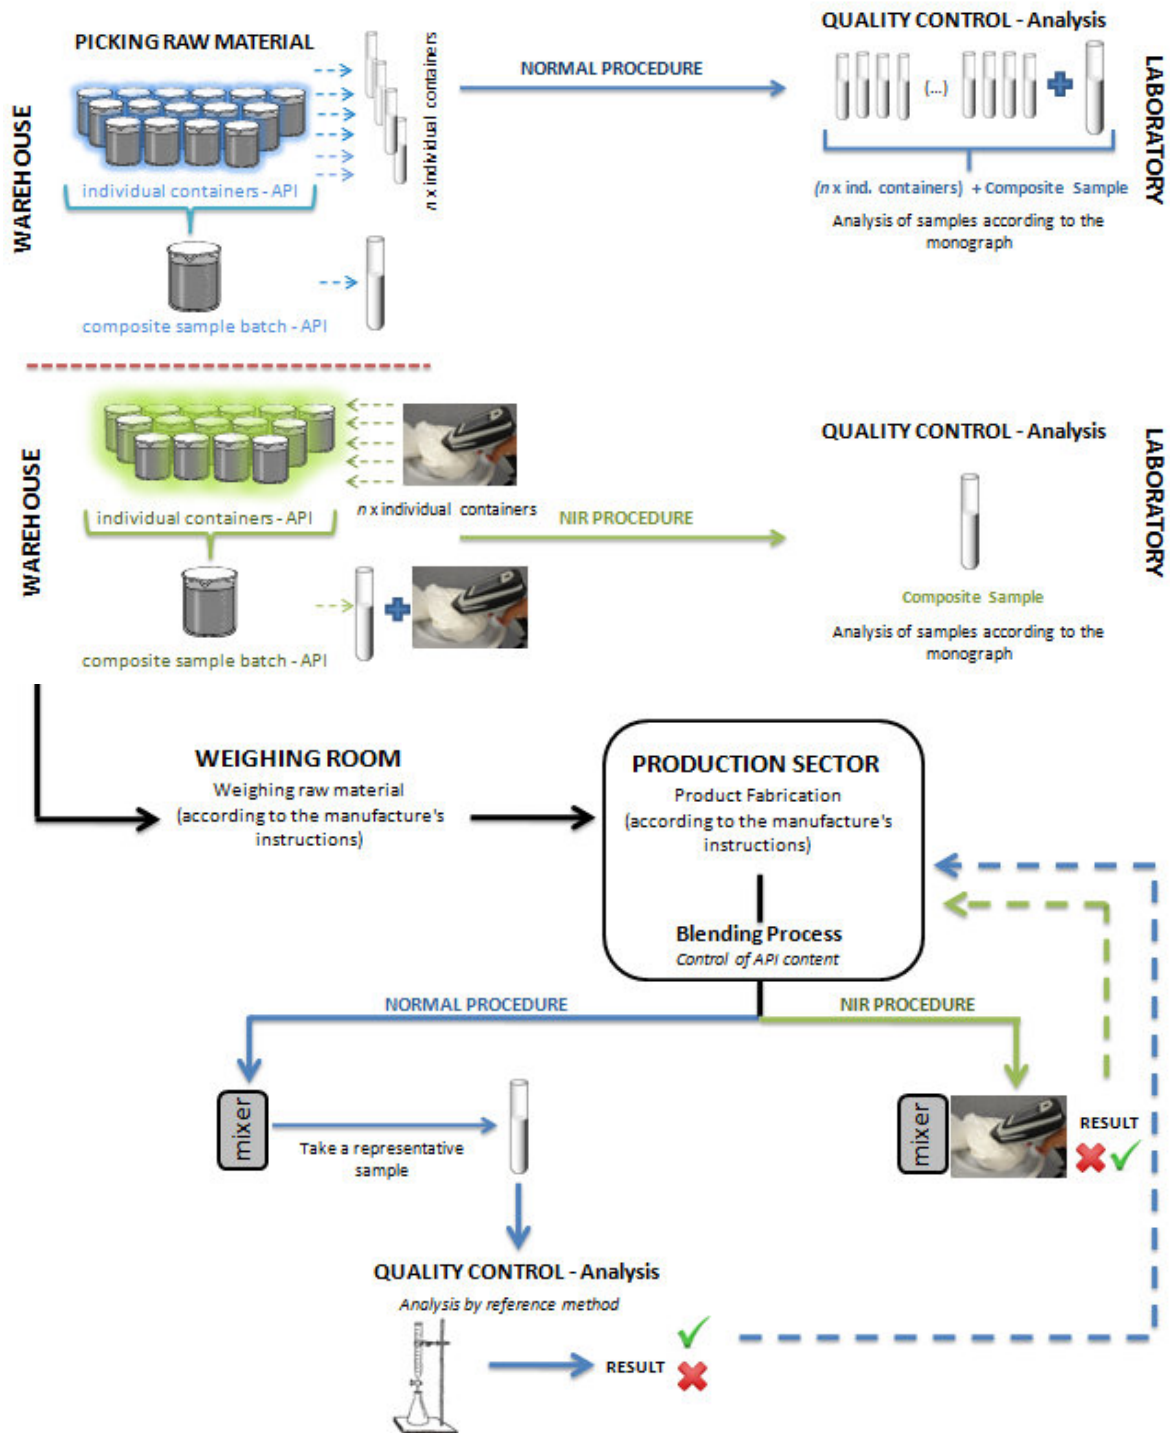 PICKING RAW MATERIAL
WAREHOUSE
individual containers - API
n x individual containers
composite sample batch - API
NORMAL PROCEDURE
QUALITY CONTROL - Analysis
(...)
(n x ind. containers) + Composite Sample
Analysis of samples according to the
monograph
LABORATORY
WAREHOUSE
individual containers - API
n x individual containers
composite sample batch - API
NIR PROCEDURE
QUALITY CONTROL - Analysis
Composite Sample
Analysis of samples according to the
monograph
LABORATORY
WEIGHING ROOM
Weighing raw material
(according to the manufacture's
instructions)
PRODUCTION SECTOR
Product Fabrication
(according to the manufacture's
instructions)
Blending Process
Control of API content
NORMAL PROCEDURE
NIR PROCEDURE
mixer
Take a representative
sample
mixer
RESULT
QUALITY CONTROL - Analysis
Analysis by reference method
RESULT